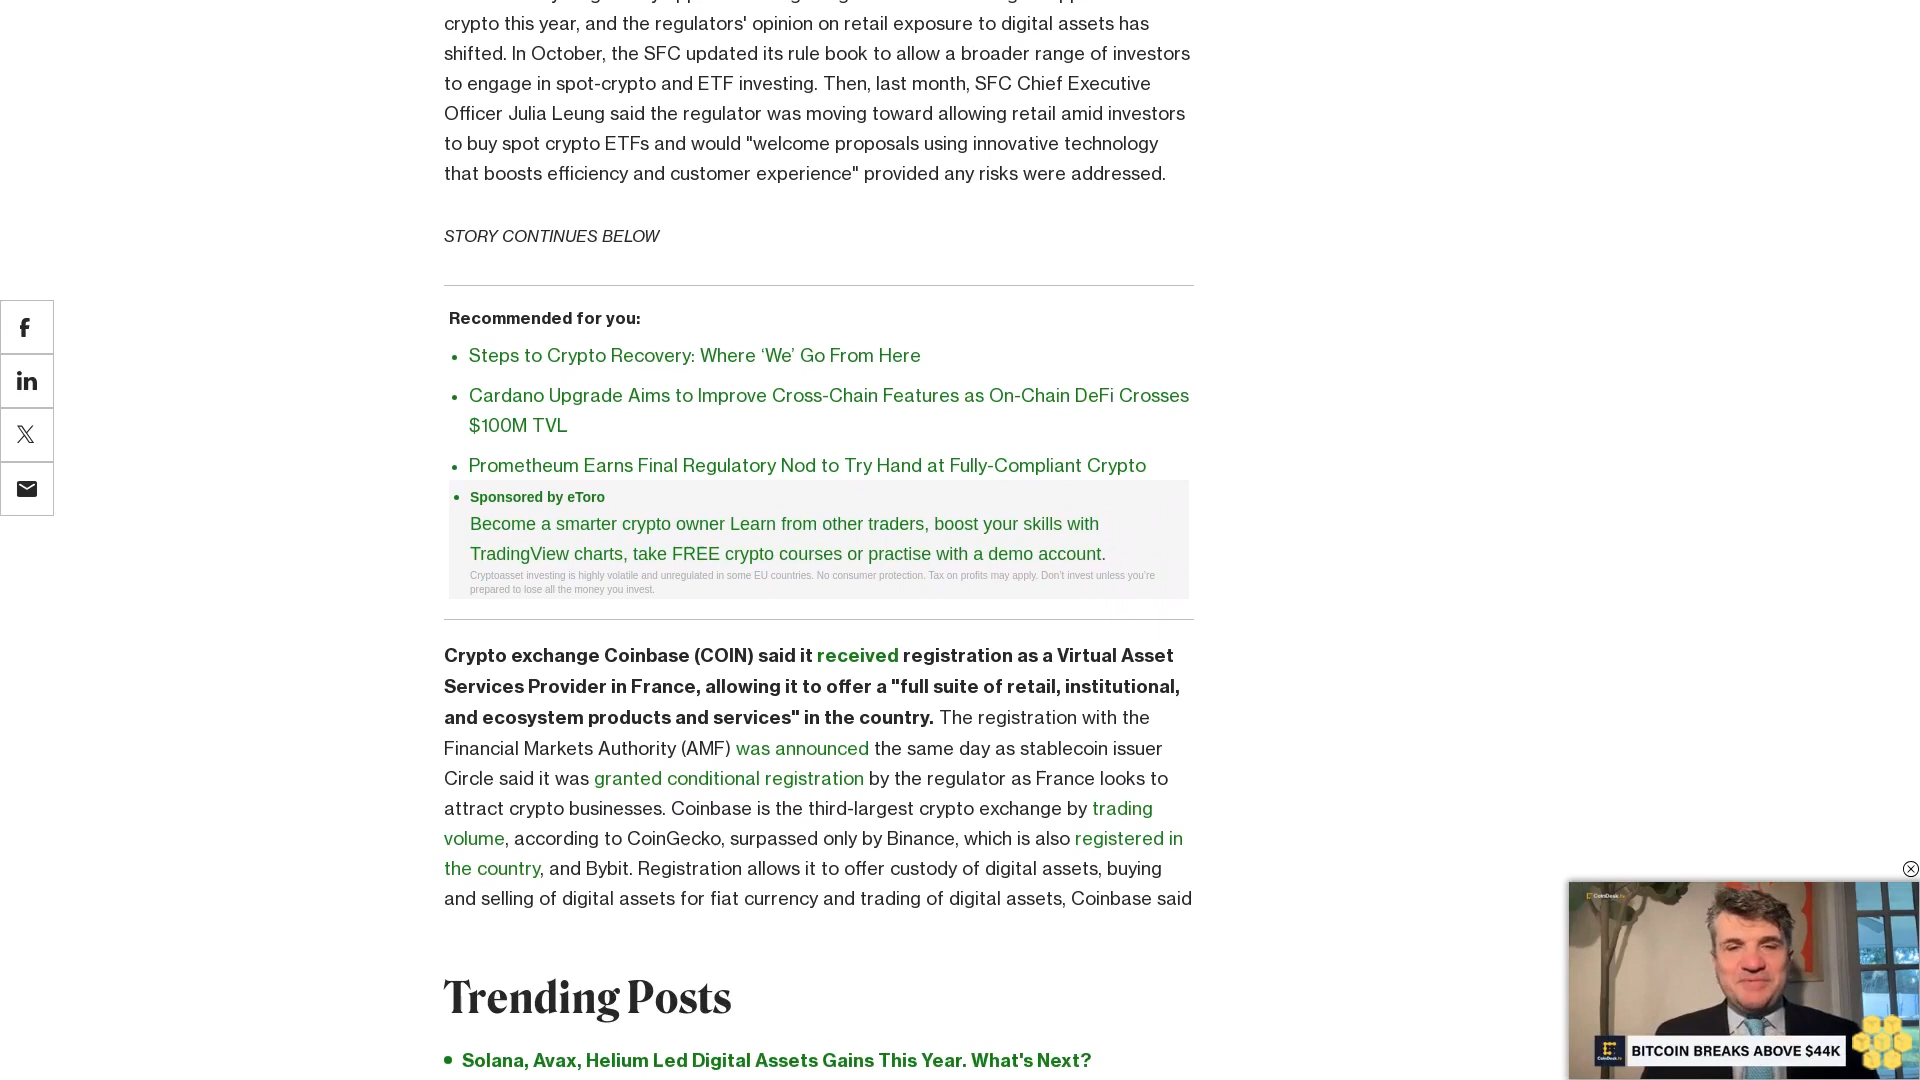 crypto this year, and the regulators' opinion on retail exposure to digital assets has
shifted. In October, the SFC updated its rule book to allow a broader range of investors
to engage in spot-crypto and ETF investing. Then, last month, SFC Chief Executive
Officer Julia Leung said the regulator was moving toward allowing retail amid investors
to buy spot crypto ETFs and would "welcome proposals using innovative technology
that boosts efficiency and customer experience" provided any risks were addressed.
STORY CONTINUES BELOW
Recommended for you:
• Steps to Crypto Recovery: Where ‘We’ Go From Here
• Cardano Upgrade Aims to Improve Cross-Chain Features as On-Chain DeFi Crosses
$100M TVL
• Prometheum Earns Final Regulatory Nod to Try Hand at Fully-Compliant Crypto
• Sponsored by eToro
Become a smarter crypto owner Learn from other traders, boost your skills with
TradingView charts, take FREE crypto courses or practise with a demo account.
Cryptoasset investing is highly volatile and unregulated in some EU countries. No consumer protection. Tax on profits may apply. Don’t invest unless you’re
prepared to lose all the money you invest.
Crypto exchange Coinbase (COIN) said it received registration as a Virtual Asset
Services Provider in France, allowing it to offer a "full suite of retail, institutional,
and ecosystem products and services" in the country. The registration with the
Financial Markets Authority (AMF) was announced the same day as stablecoin issuer
Circle said it was granted conditional registration by the regulator as France looks to
attract crypto businesses. Coinbase is the third-largest crypto exchange by trading
volume, according to CoinGecko, surpassed only by Binance, which is also registered in
the country, and Bybit. Registration allows it to offer custody of digital assets, buying
and selling of digital assets for fiat currency and trading of digital assets, Coinbase said
Trending Posts
• Solana, Avax, Helium Led Digital Assets Gains This Year. What's Next?
CoinDesk tv
CoinDesk tv
BITCOIN BREAKS ABOVE $44K